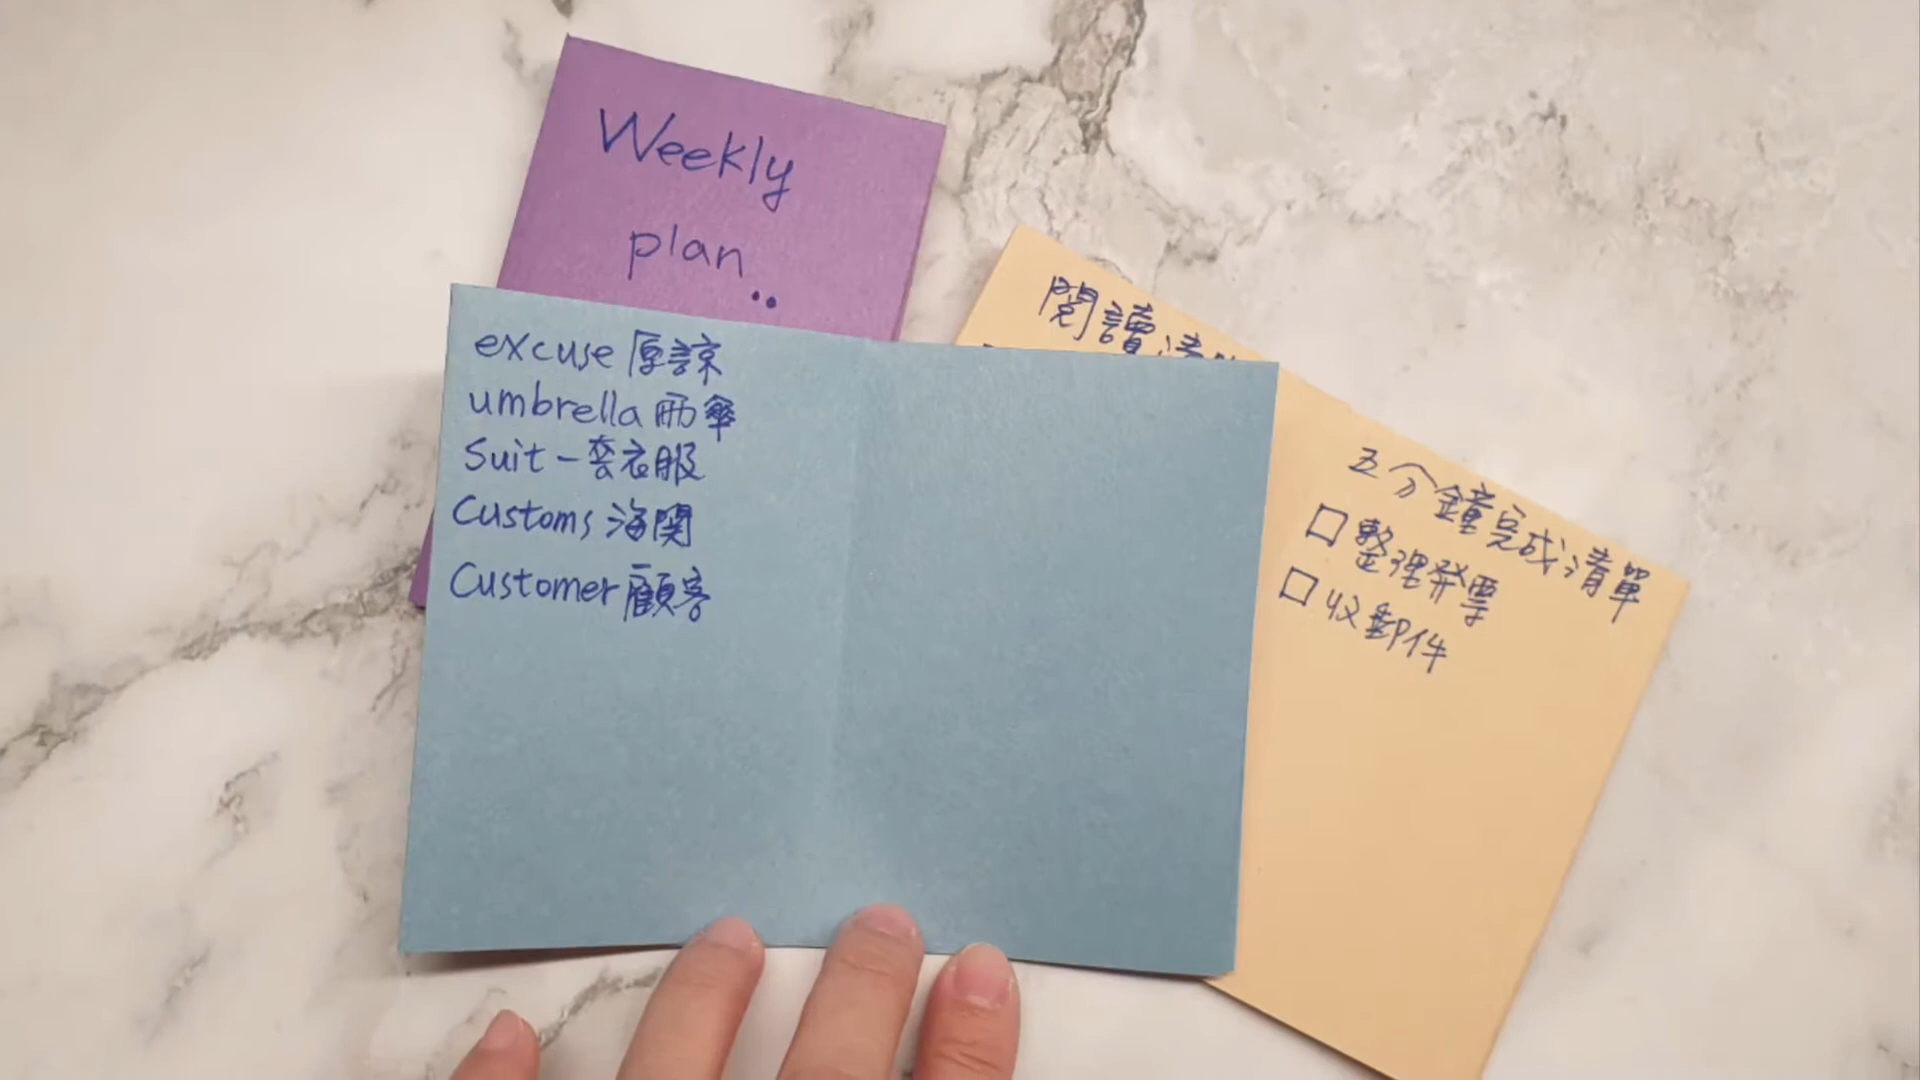 Weekly
plan..
excuse 原諒
umbrella 雨傘
Suit 一套衣服
Customs 海關
Customer 顧客
閱讀清
五分鐘完成清單
□整理發票
□收郵件